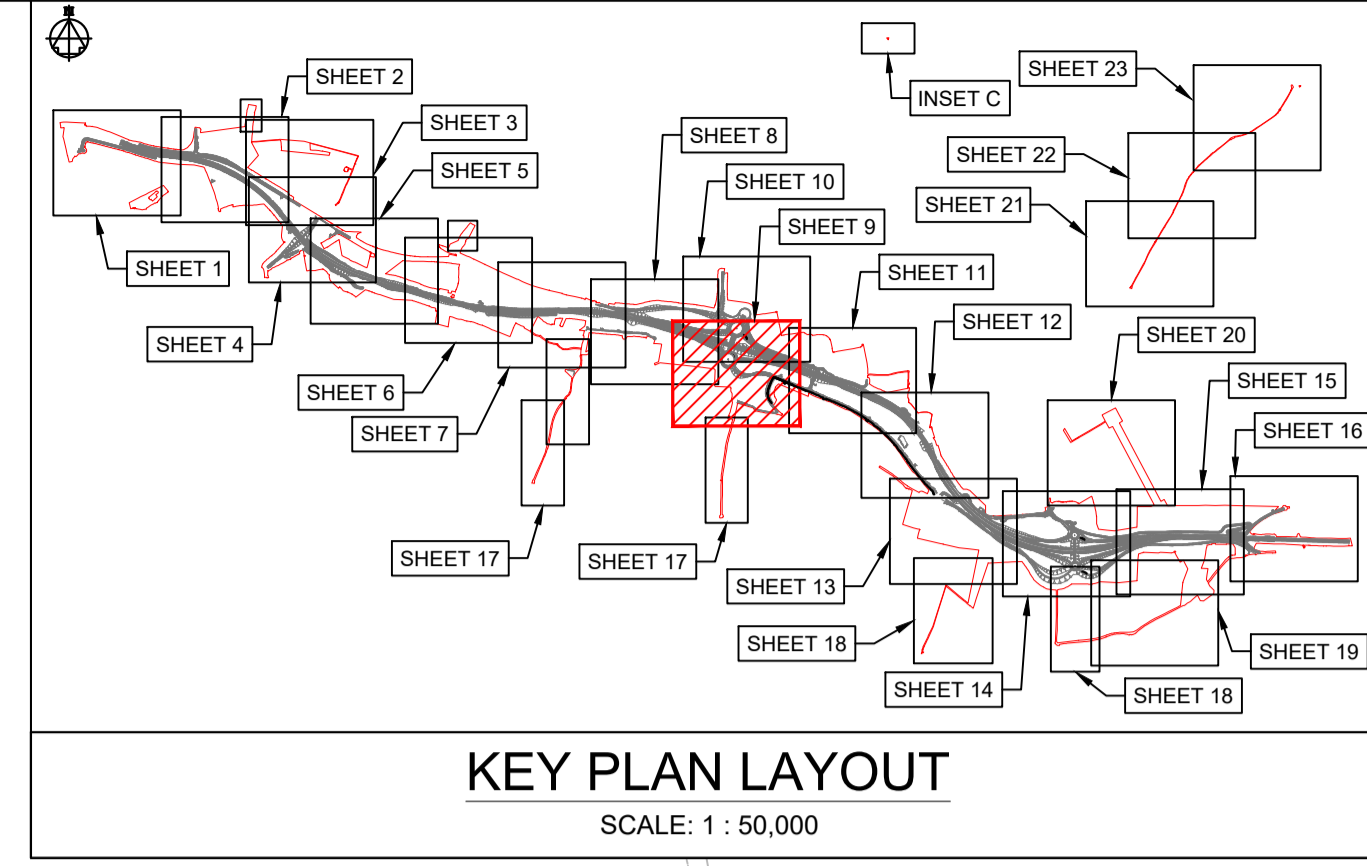 SHEET 2
SHEET 3
SHEET 5
SHEET 1
SHEET 4
SHEET 6
SHEET 7
SHEET 17
SHEET 8
SHEET 10
SHEET 9
SHEET 11
SHEET 12
INSET C
SHEET 23
SHEET 22
SHEET 21
SHEET 20
SHEET 15
SHEET 16
SHEET 17
SHEET 13
SHEET 18
SHEET 14
SHEET 18
SHEET 19
KEY PLAN LAYOUT
SCALE: 1 : 50,000